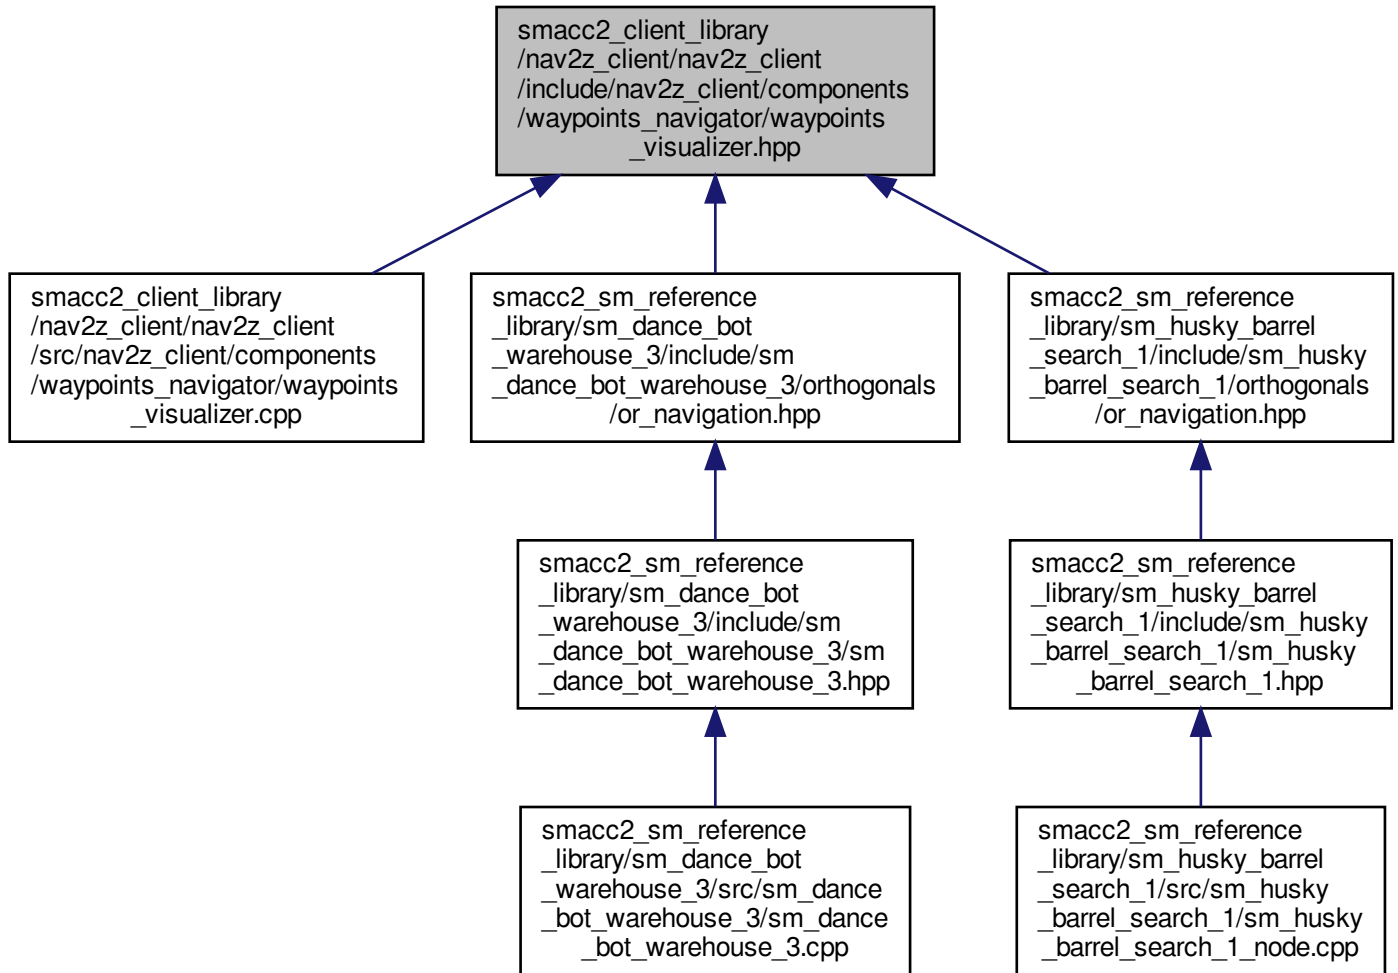 smacc2_client_library
/nav2z_client/nav2z_client
/include/nav2z_client/components
/waypoints_navigator/waypoints
_visualizer.hpp
smacc2_client_library
/nav2z_client/nav2z_client
/src/nav2z_client/components
/waypoints_navigator/waypoints
_visualizer.cpp
smacc2_sm_reference
_library/sm_dance_bot
_warehouse_3/include/sm
_dance_bot_warehouse_3/orthogonals
/or_navigation.hpp
smacc2_sm_reference
_library/sm_husky_barrel
_search_1/include/sm_husky
_barrel_search_1/orthogonals
/or_navigation.hpp
smacc2_sm_reference
_library/sm_dance_bot
_warehouse_3/include/sm
_dance_bot_warehouse_3/sm
_dance_bot_warehouse_3.hpp
smacc2_sm_reference
_library/sm_husky_barrel
_search_1/include/sm_husky
_barrel_search_1/sm_husky
_barrel_search_1.hpp
smacc2_sm_reference
_library/sm_dance_bot
_warehouse_3/src/sm_dance
_bot_warehouse_3/sm_dance
_bot_warehouse_3.cpp
smacc2_sm_reference
_library/sm_husky_barrel
_search_1/src/sm_husky
_barrel_search_1/sm_husky
_barrel_search_1_node.cpp